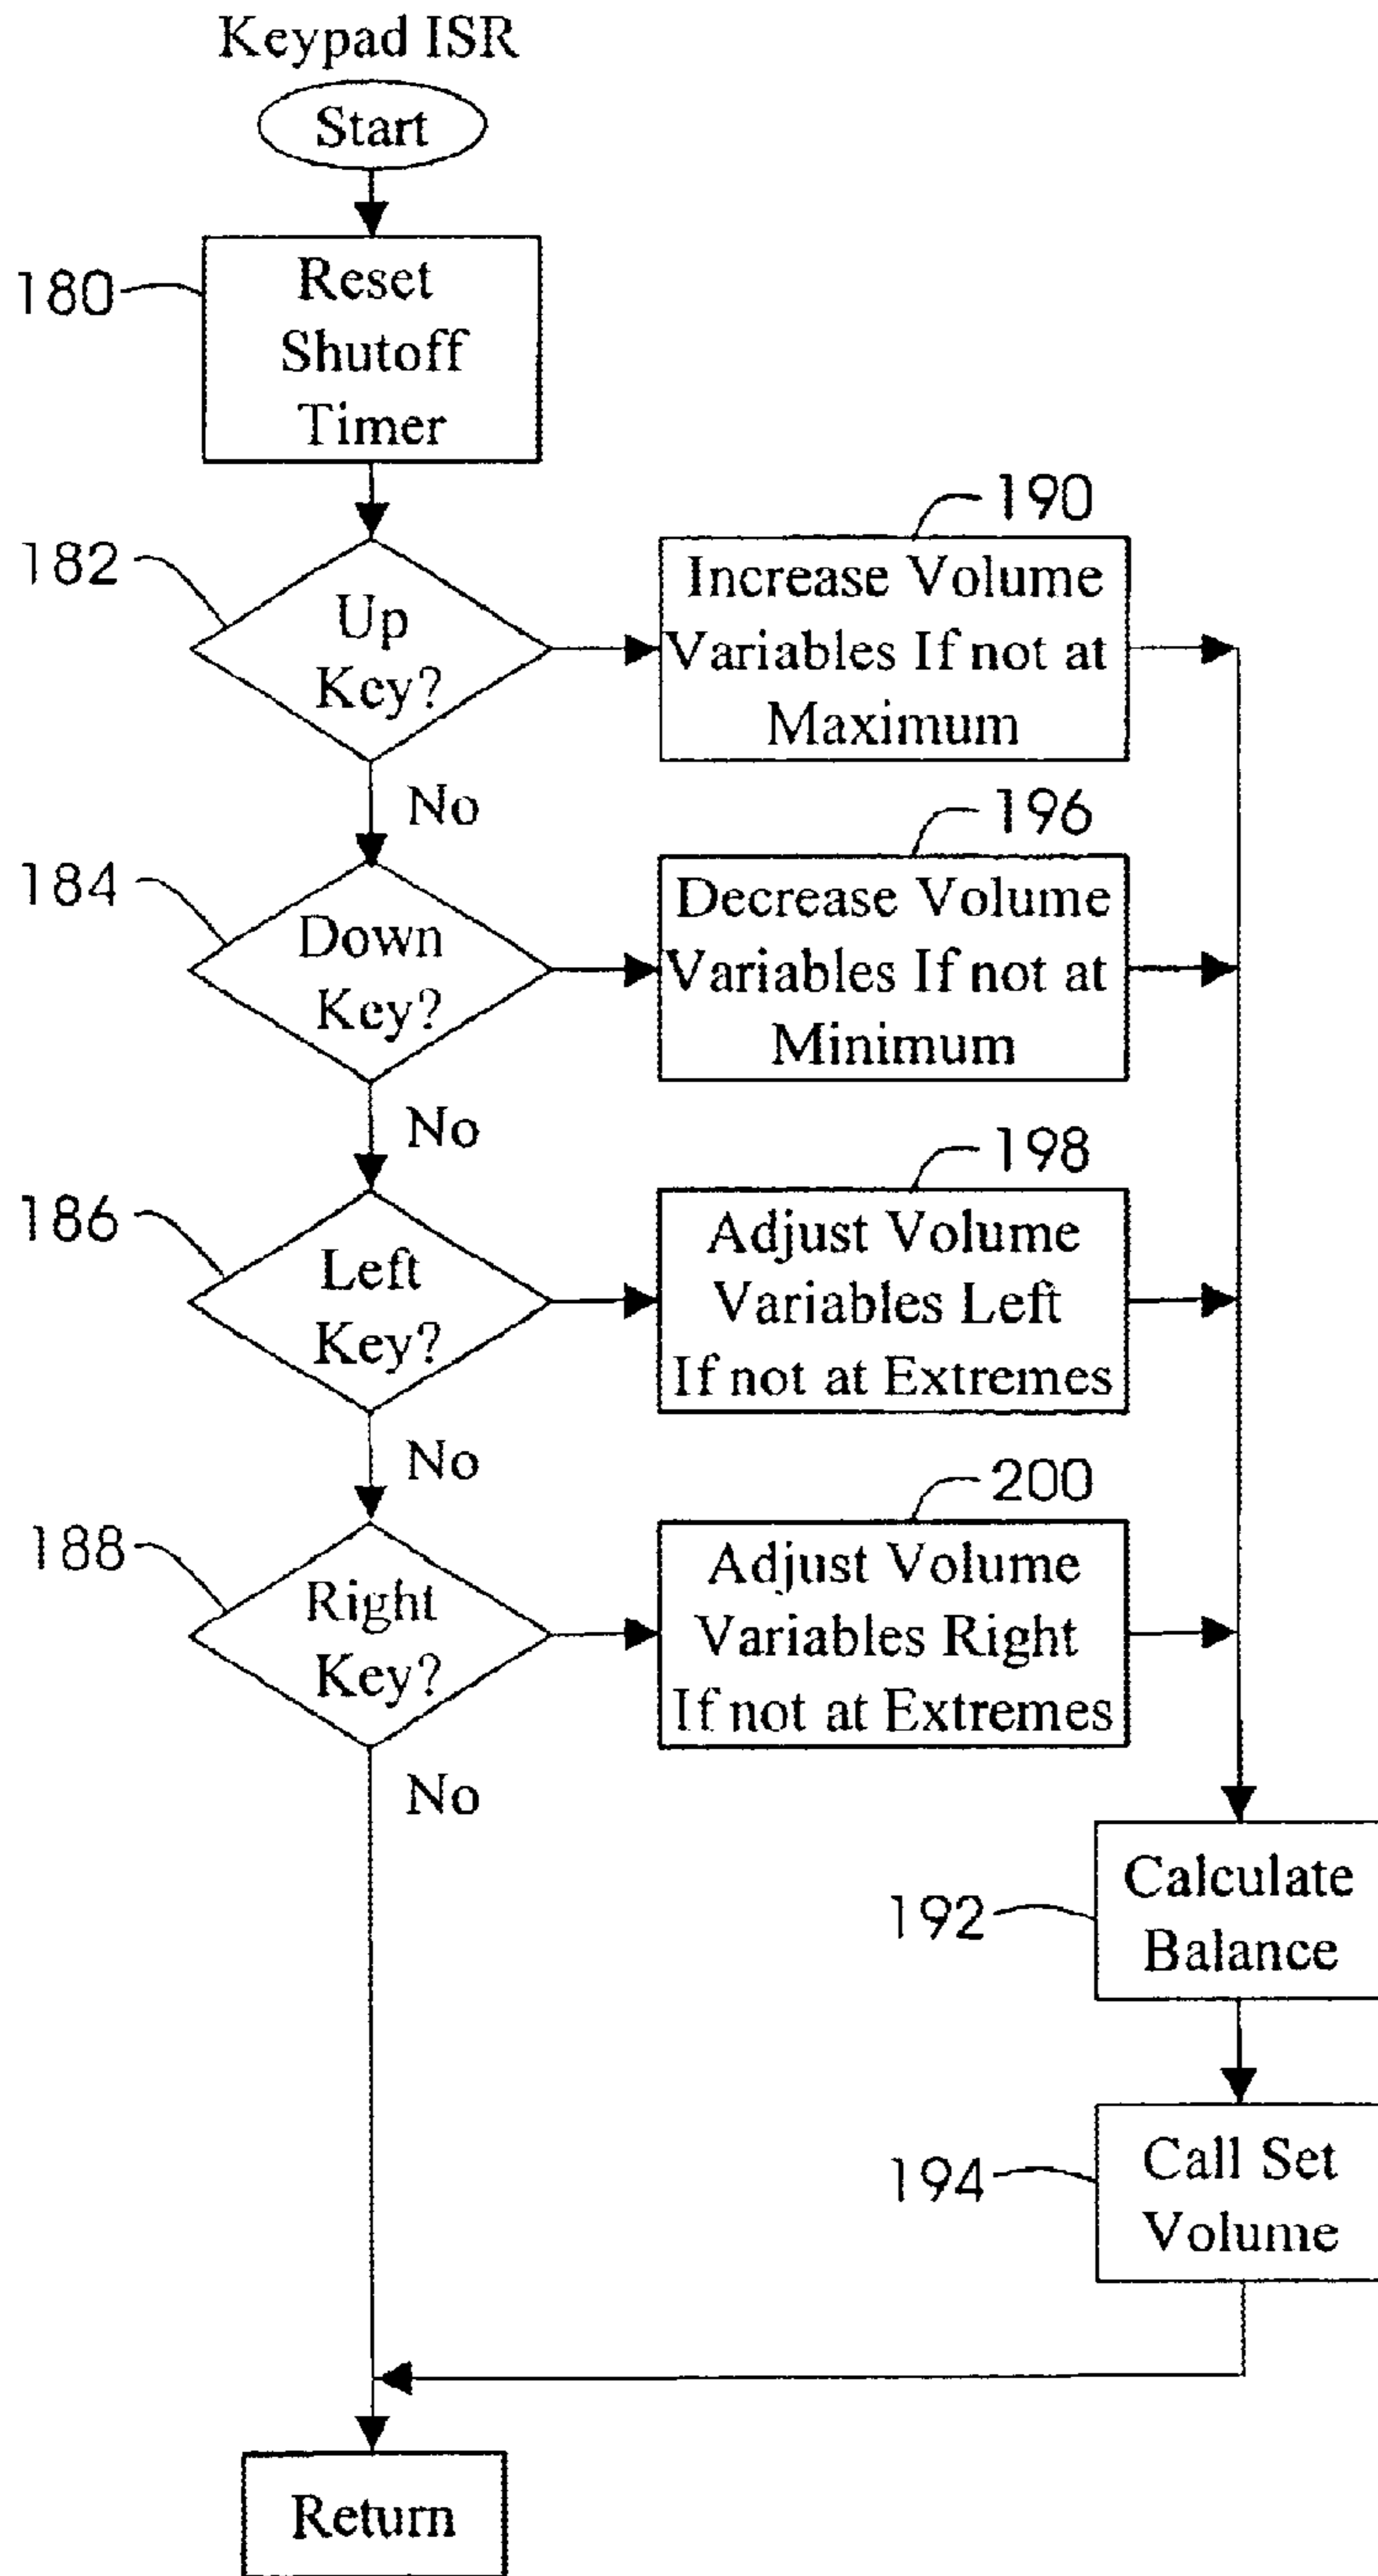 Keypad ISR
Start
180
Reset
Shutoff
Timer
182
Up
Key?
190
Increase Volume
Variables If not at
Maximum
No
184
Down
Key?
196
Decrease Volume
Variables If not at
Minimum
No
186
Left
Key?
198
Adjust Volume
Variables Left
If not at Extremes
No
188
Right
Key?
200
Adjust Volume
Variables Right
If not at Extremes
No
192
Calculate
Balance
194
Call Set
Volume
Return